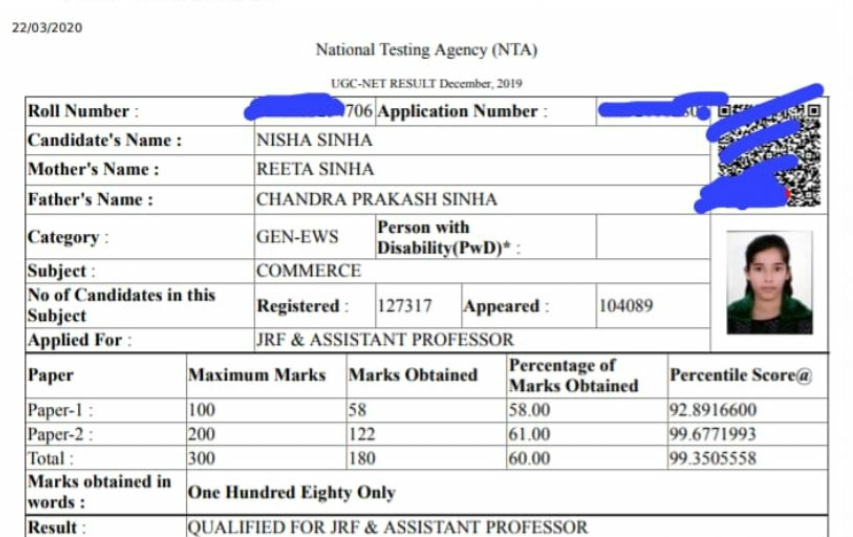 22/03/2020
National Testing Agency (NTA)
UGC-NET RESULT December, 2019
Roll Number : 706 Application Number :
Candidate's Name : NISHA SINHA
Mother's Name : REETA SINHA
Father's Name : CHANDRA PRAKASH SINHA
Category : GEN-EWS Person with Disability(PwD)* :
Subject : COMMERCE
No of Candidates in this Subject Registered : 127317 Appeared : 104089
Applied For : JRF & ASSISTANT PROFESSOR
Paper Maximum Marks Marks Obtained Percentage of Marks Obtained Percentile Score@
Paper-1 : 100 58 58.00 92.8916600
Paper-2 : 200 122 61.00 99.6771993
Total : 300 180 60.00 99.3505558
Marks obtained in words : One Hundred Eighty Only
Result : QUALIFIED FOR JRF & ASSISTANT PROFESSOR